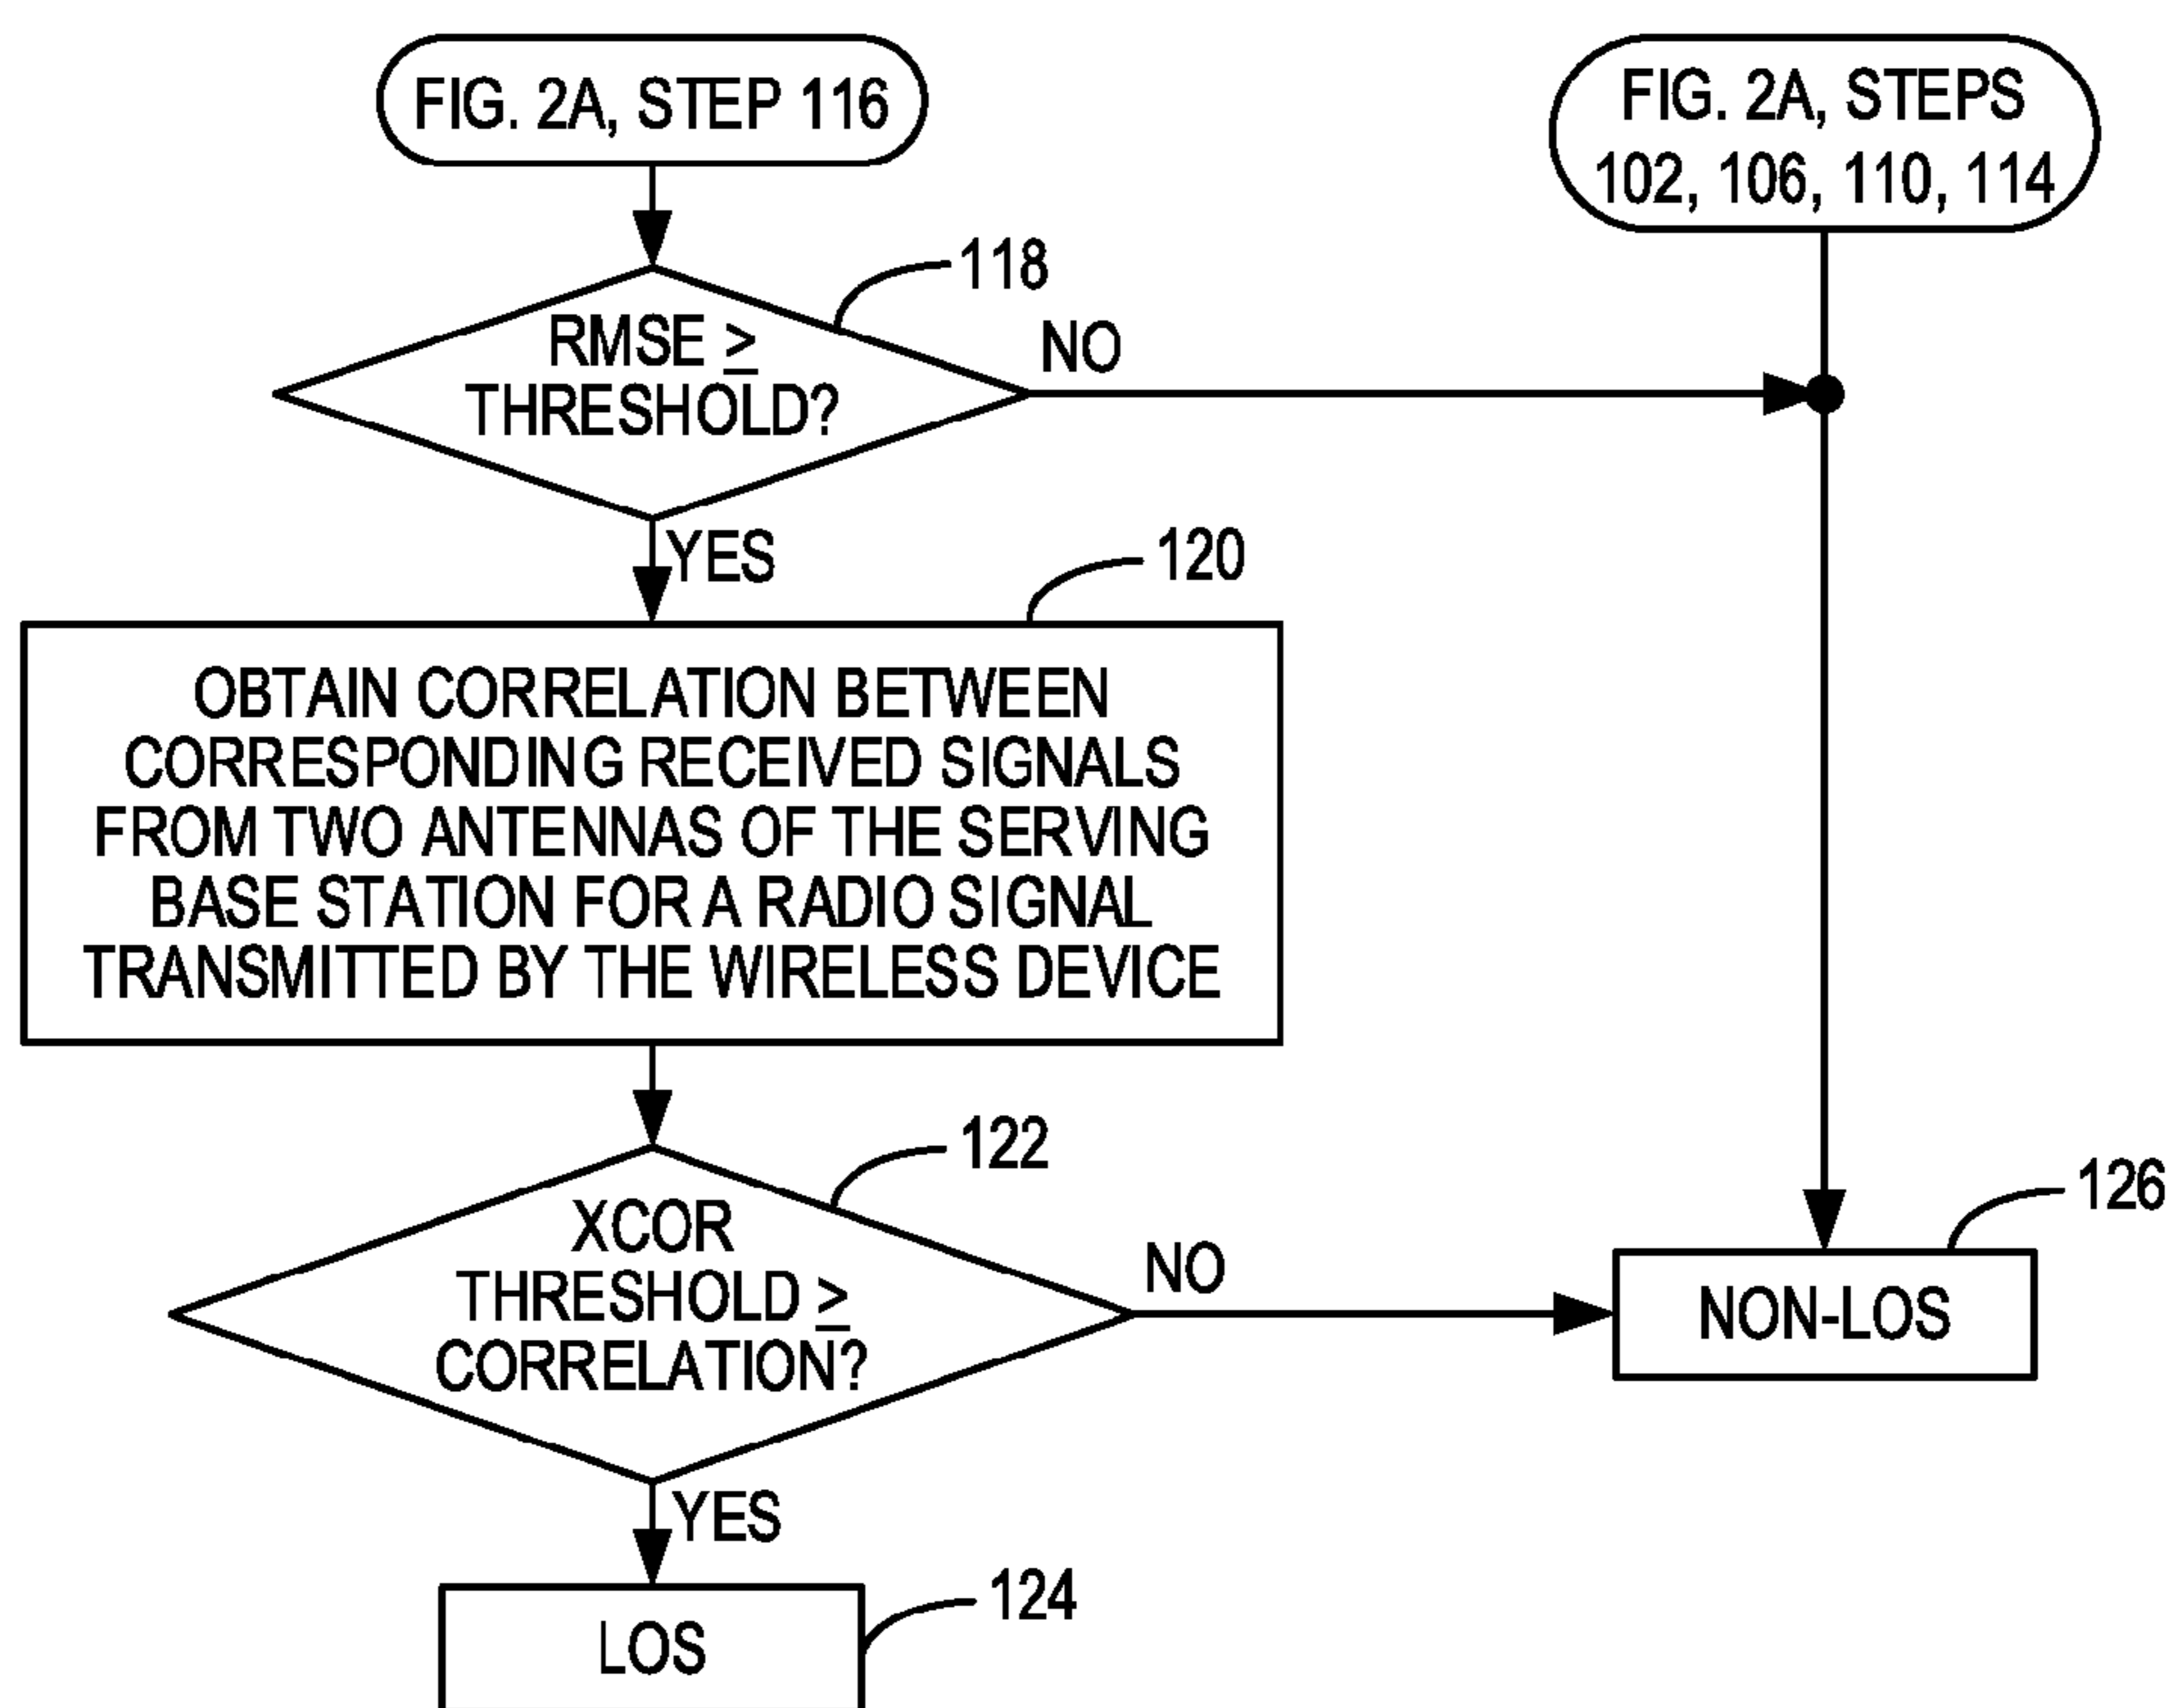 FIG. 2A, STEP 116
FIG. 2A, STEPS
102, 106, 110, 114
118
RMSE ≥
THRESHOLD?
NO
YES
120
OBTAIN CORRELATION BETWEEN
CORRESPONDING RECEIVED SIGNALS
FROM TWO ANTENNAS OF THE SERVING
BASE STATION FOR A RADIO SIGNAL
TRANSMITTED BY THE WIRELESS DEVICE
122
XCOR
THRESHOLD ≥
CORRELATION?
NO
126
NON-LOS
YES
124
LOS